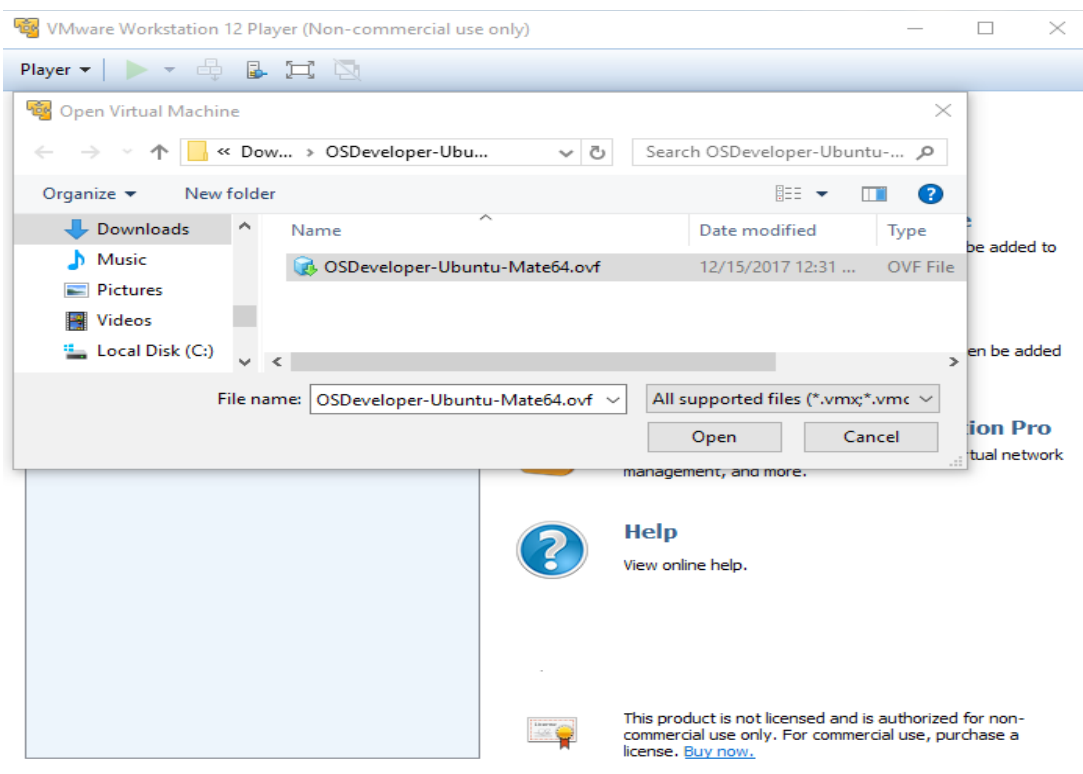 VMware Workstation 12 Player (Non-commercial use only)
Player
Open Virtual Machine
« Dow... › OSDeveloper-Ubu...
Search OSDeveloper-Ubuntu-...
Organize
New folder
Downloads
Music
Pictures
Videos
Local Disk (C:)
Name
Date modified
Type
OSDeveloper-Ubuntu-Mate64.ovf
12/15/2017 12:31 ...
OVF File
File name:
OSDeveloper-Ubuntu-Mate64.ovf
All supported files (*.vmx;*.vmc
Open
Cancel
be added to
en be added
ion Pro
tual network
management, and more.
Help
View online help.
This product is not licensed and is authorized for non-
commercial use only. For commercial use, purchase a
license. Buy now.